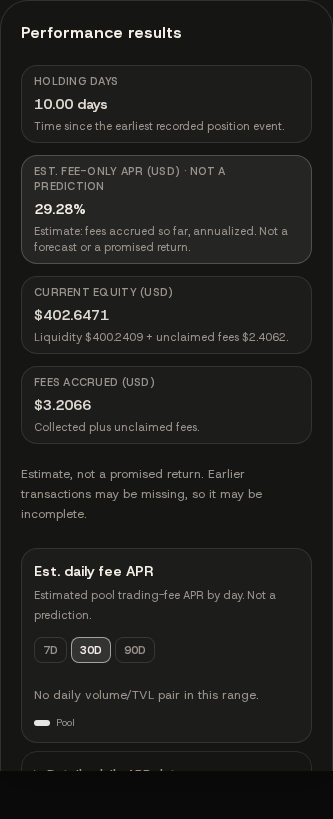 Performance results
HOLDING DAYS
10.00 days
Time since the earliest recorded position event.
EST. FEE-ONLY APR (USD) · NOT A
PREDICTION
29.28%
Estimate: fees accrued so far, annualized. Not a
forecast or a promised return.
CURRENT EQUITY (USD)
$402.6471
Liquidity $400.2409 + unclaimed fees $2.4062.
FEES ACCRUED (USD)
$3.2066
Collected plus unclaimed fees.
Estimate, not a promised return. Earlier
transactions may be missing, so it may be
incomplete.
Est. daily fee APR
Estimated pool trading-fee APR by day. Not a
prediction.
7D 30D 90D
No daily volume/TVL pair in this range.
Pool